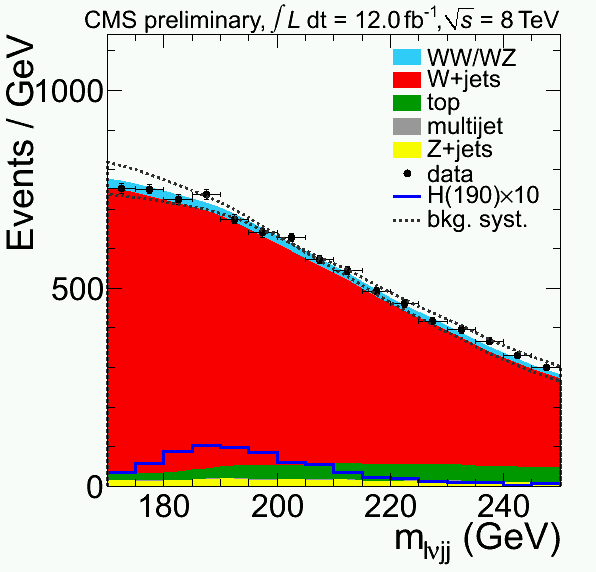 CMS preliminary, ∫L dt = 12.0 fb⁻¹, √s = 8 TeV
Events / GeV
1000
500
0
WW/WZ
W+jets
top
multijet
Z+jets
data
H(190)×10
bkg. syst.
180 200 220 240
m_lνjj (GeV)